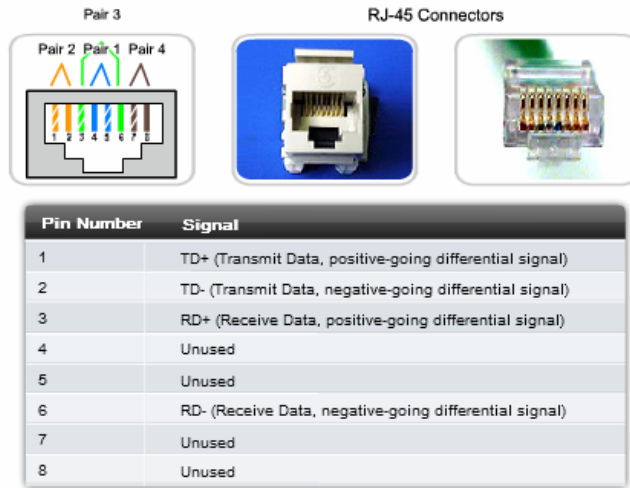 Pair 3
RJ-45 Connectors
Pair 2 Pair 1 Pair 4
1 2 3 4 5 6 7 8
Pin Number Signal
1 TD+ (Transmit Data, positive-going differential signal)
2 TD- (Transmit Data, negative-going differential signal)
3 RD+ (Receive Data, positive-going differential signal)
4 Unused
5 Unused
6 RD- (Receive Data, negative-going differential signal)
7 Unused
8 Unused